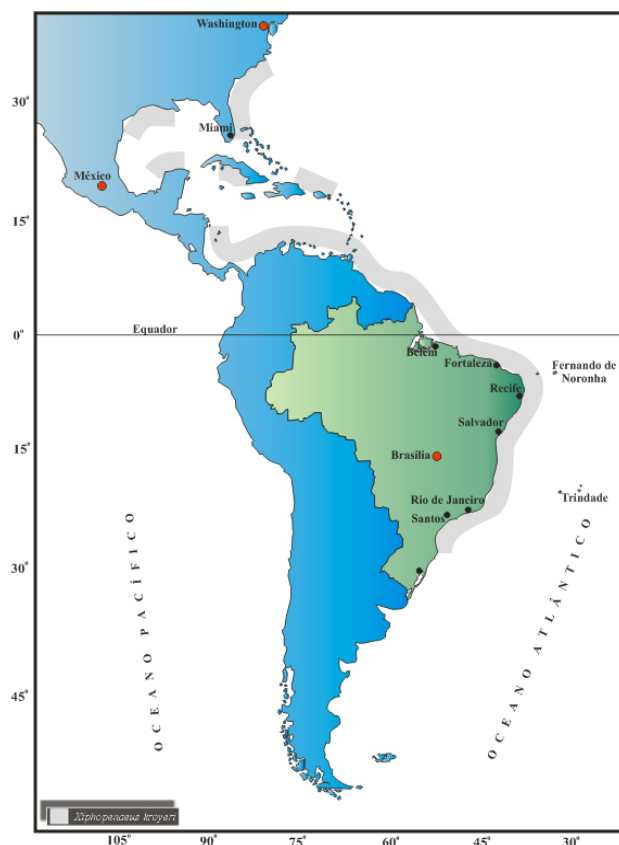 Washington
30°
Miami
México
15°
0°
Equador
Belém
Fortaleza
Fernando de
Noronha
Recife
Salvador
15°
Brasilia
Rio de Janeiro
Santos
Trindade
30°
OCEANO PACÍFICO
OCEANO ATLÂNTICO
45°
Xiphopenaeus kroyeri
105°
90°
75°
60°
45°
30°